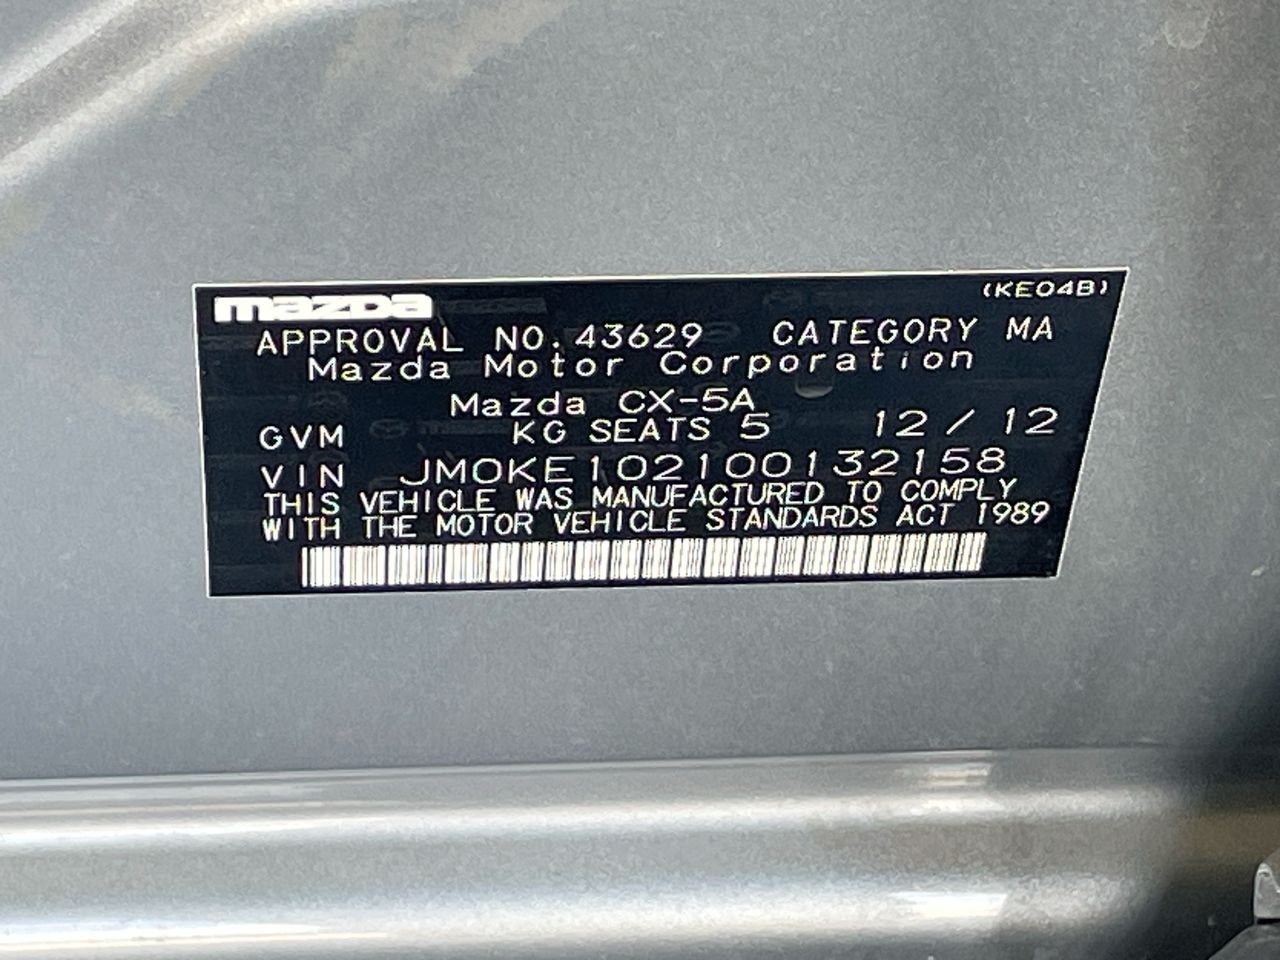 (KE04B)
mazda
APPROVAL NO.43629 CATEGORY MA
Mazda Motor Corporation
Mazda CX-5A
GVM KG SEATS 5 12/12
VIN JM0KE102100132158
THIS VEHICLE WAS MANUFACTURED TO COMPLY
WITH THE MOTOR VEHICLE STANDARDS ACT 1989